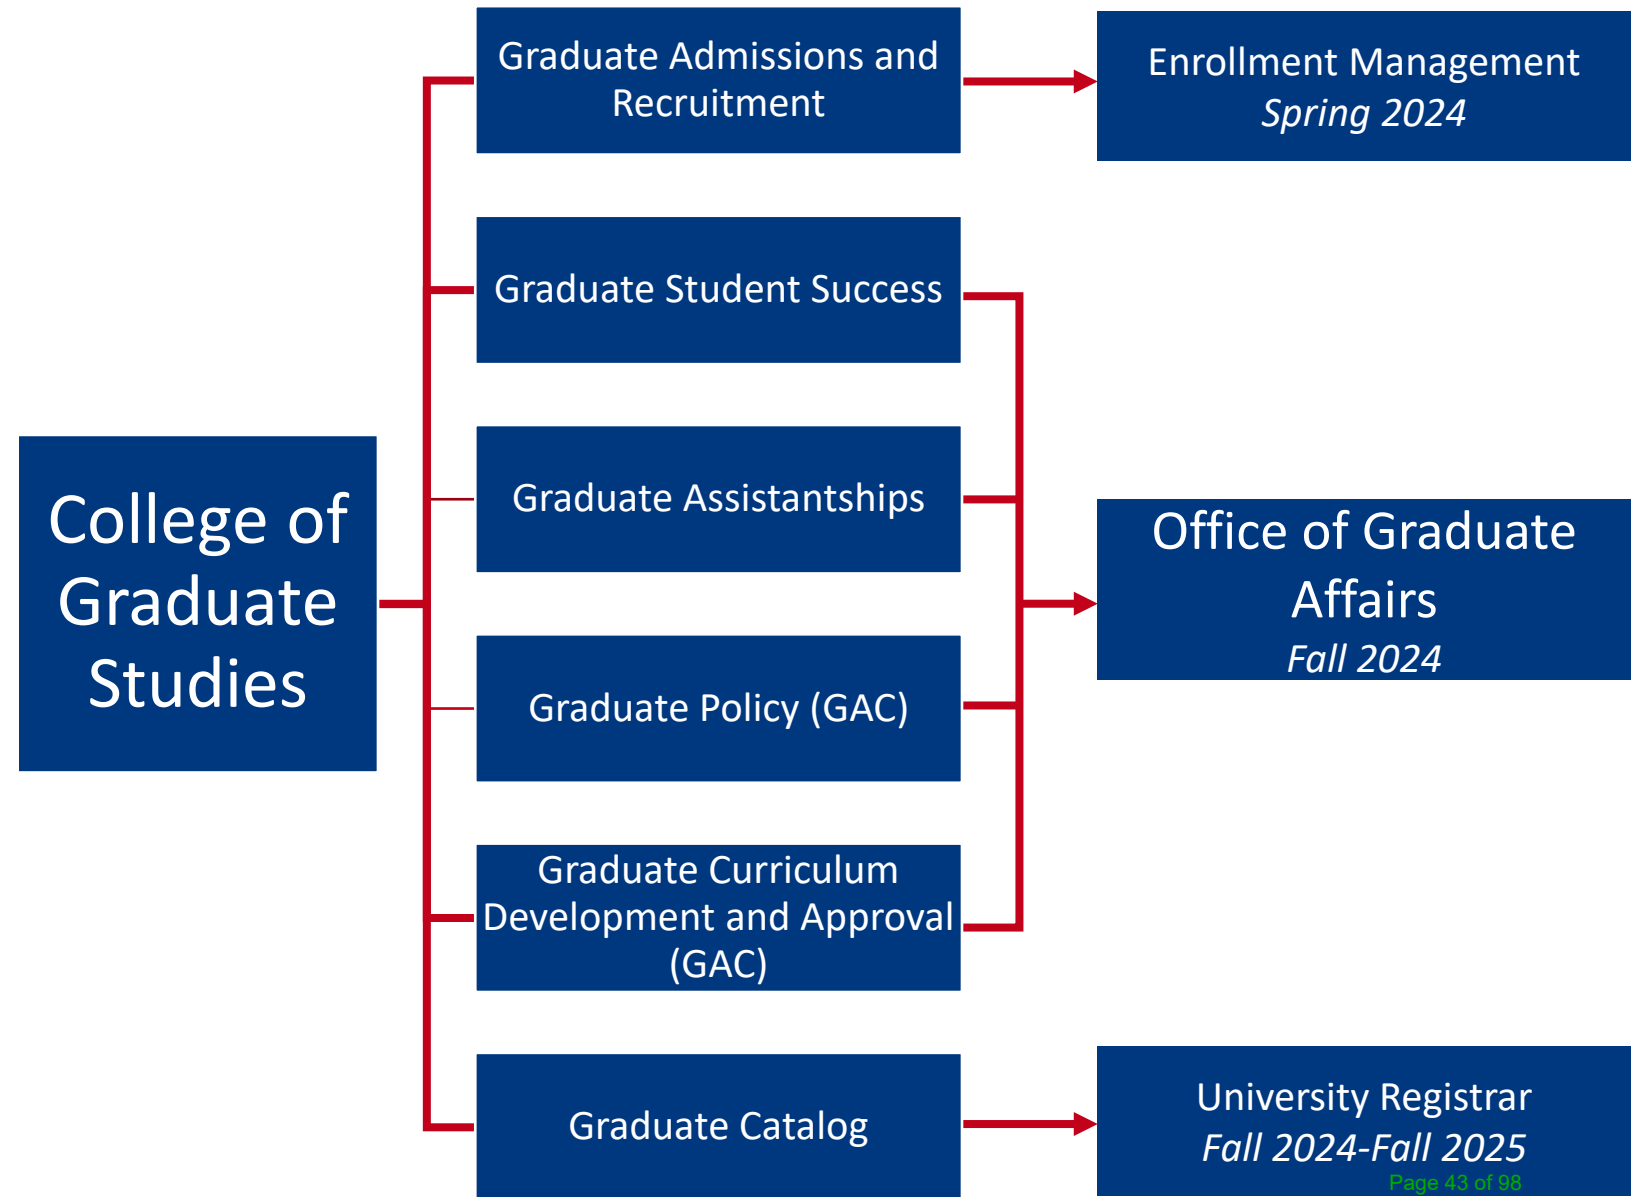 College of
Graduate
Studies
Graduate Admissions and
Recruitment
Graduate Student Success
Graduate Assistantships
Graduate Policy (GAC)
Graduate Curriculum
Development and Approval
(GAC)
Graduate Catalog
Enrollment Management
Spring 2024
Office of Graduate
Affairs
Fall 2024
University Registrar
Fall 2024-Fall 2025
Page 43 of 98